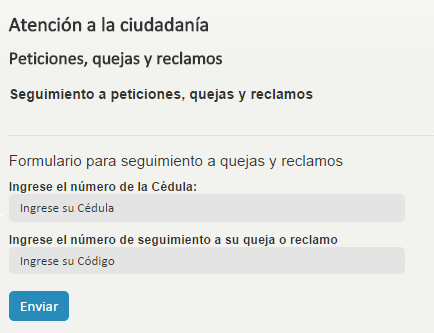 Atención a la ciudadanía
Peticiones, quejas y reclamos
Seguimiento a peticiones, quejas y reclamos
Formulario para seguimiento a quejas y reclamos
Ingrese el número de la Cédula:
Ingrese su Cédula
Ingrese el número de seguimiento a su queja o reclamo
Ingrese su Código
Enviar